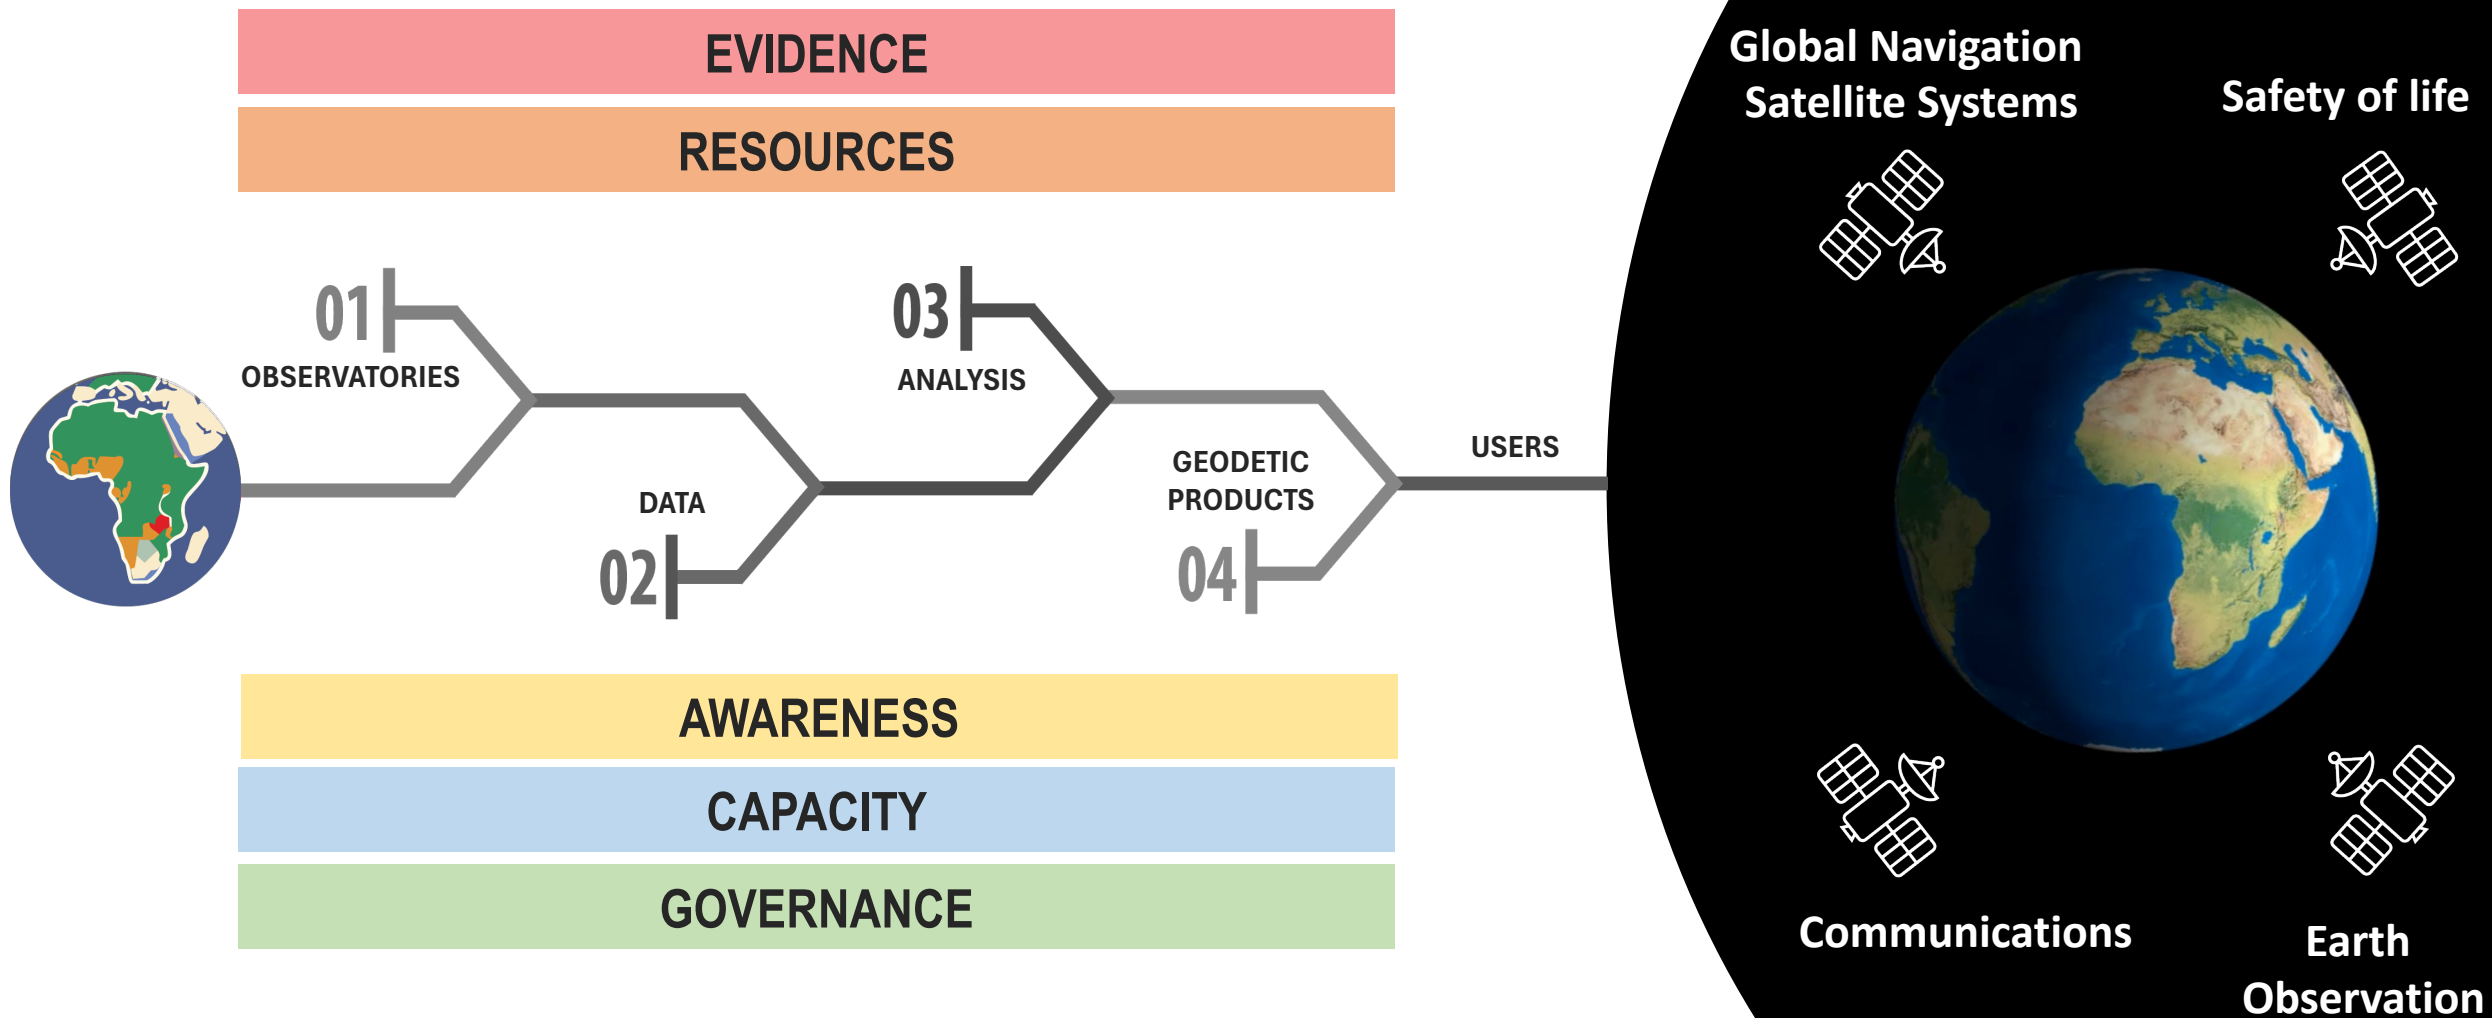 EVIDENCE
RESOURCES
01
OBSERVATORIES
DATA
02
03
ANALYSIS
GEODETIC
PRODUCTS
04
USERS
AWARENESS
CAPACITY
GOVERNANCE
Global Navigation
Satellite Systems
Safety of life
Communications
Earth
Observation